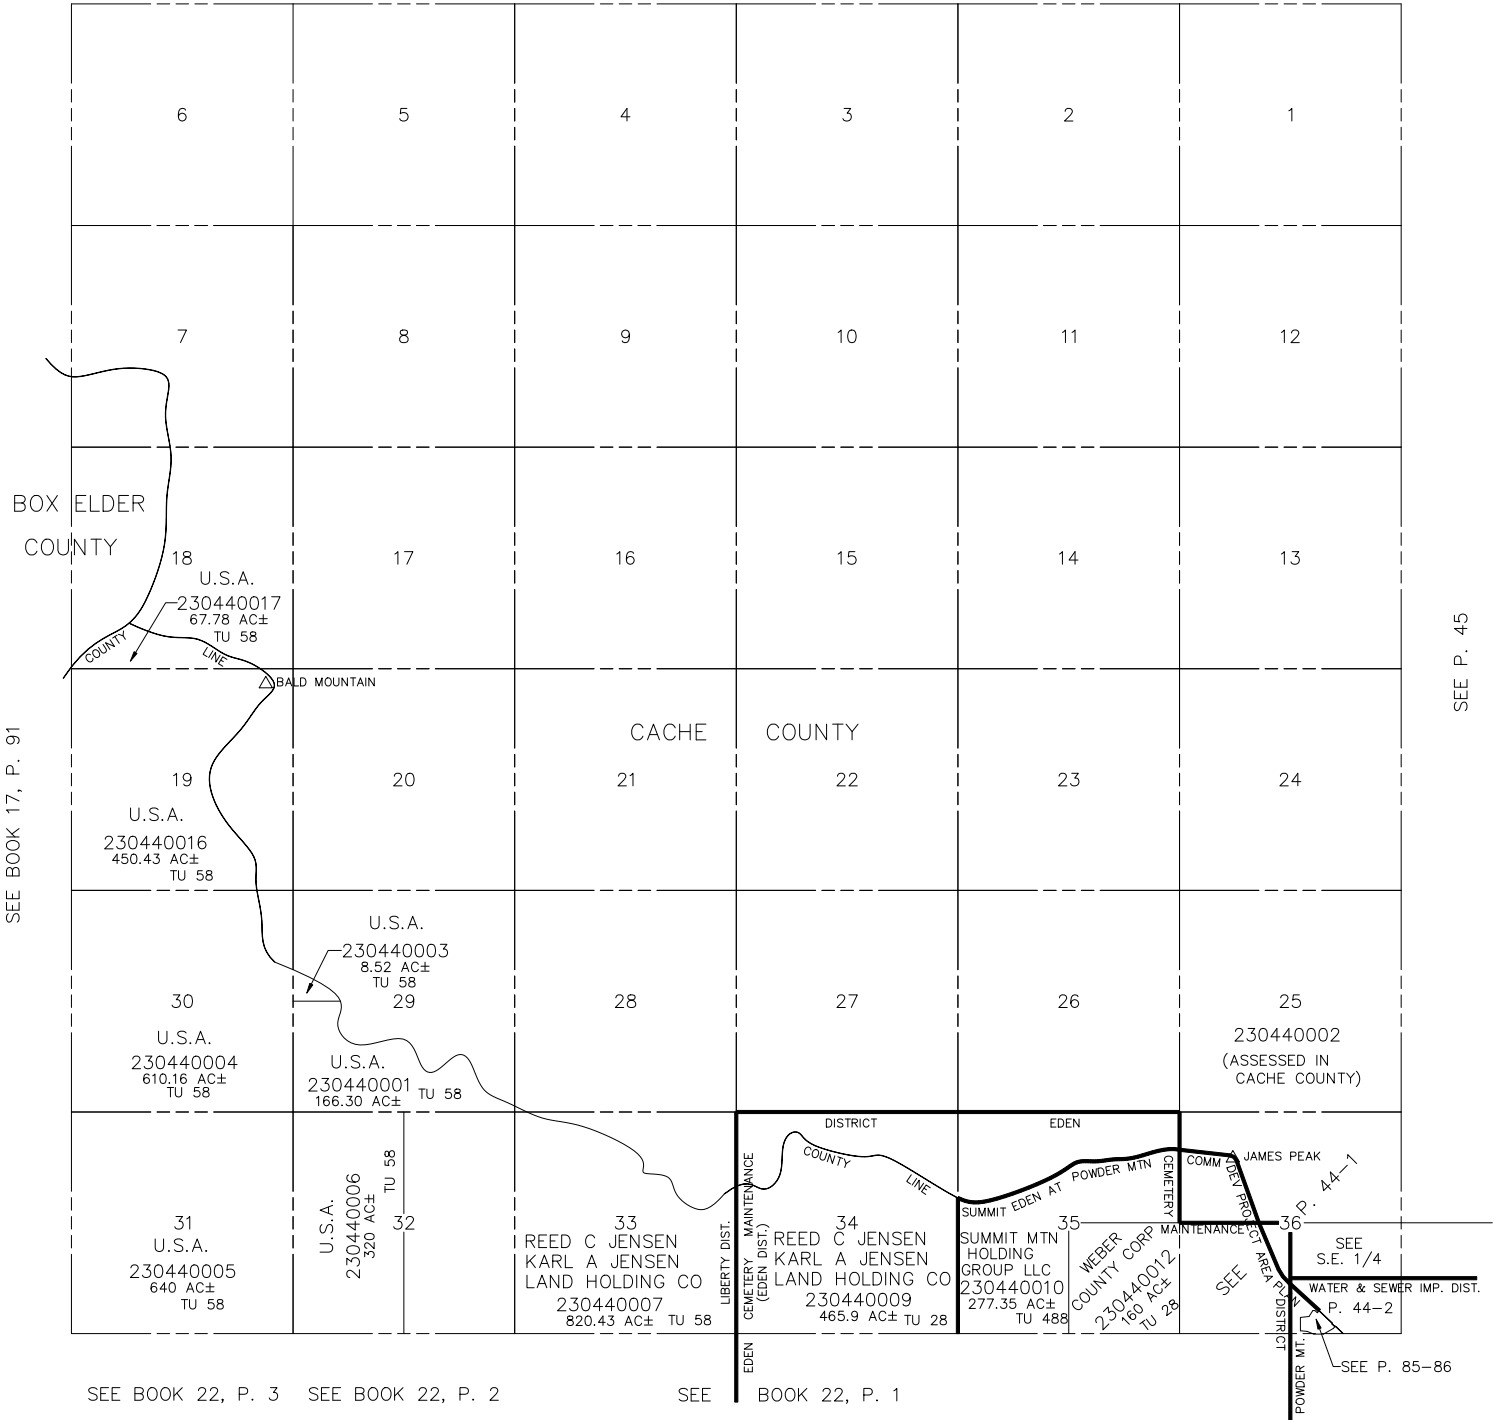 6
5
4
3
2
1
7
8
9
10
11
12
BOX ELDER
COUNTY
18
17
16
15
14
13
U.S.A.
230440017
67.78 AC±
TU 58
COUNTY
LINE
BALD MOUNTAIN
SEE P. 45
CACHE COUNTY
SEE BOOK 17, P. 91
19
20
21
22
23
24
U.S.A.
230440016
450.43 AC±
TU 58
U.S.A.
230440003
8.52 AC±
TU 58
30
29
28
27
26
25
U.S.A.
230440004
610.16 AC±
TU 58
U.S.A.
230440001
166.30 AC±
TU 58
230440002
(ASSESSED IN
CACHE COUNTY)
DISTRICT
EDEN
COUNTY
LINE
SUMMIT EDEN AT POWDER MTN
COMM
DEV PROJECT AREA PLAN
JAMES PEAK
CEMETERY
MAINTENANCE
DISTRICT
31
U.S.A.
230440005
640 AC±
TU 58
32
U.S.A.
230440006
320 AC±
TU 58
33
REED C JENSEN
KARL A JENSEN
LAND HOLDING CO
230440007
820.43 AC± TU 58
LIBERTY DIST.
EDEN CEMETERY MAINTENANCE
(EDEN DIST.)
34
REED C JENSEN
KARL A JENSEN
LAND HOLDING CO
230440009
465.9 AC± TU 28
35
SUMMIT MTN
HOLDING
GROUP LLC
230440010
277.35 AC±
TU 488
WEBER
COUNTY CORP
230440012
160 AC±
TU 28
36
SEE P. 44-1
SEE
S.E. 1/4
WATER & SEWER IMP. DIST.
P. 44-2
POWDER MT.
SEE P. 85-86
SEE BOOK 22, P. 3
SEE BOOK 22, P. 2
SEE BOOK 22, P. 1